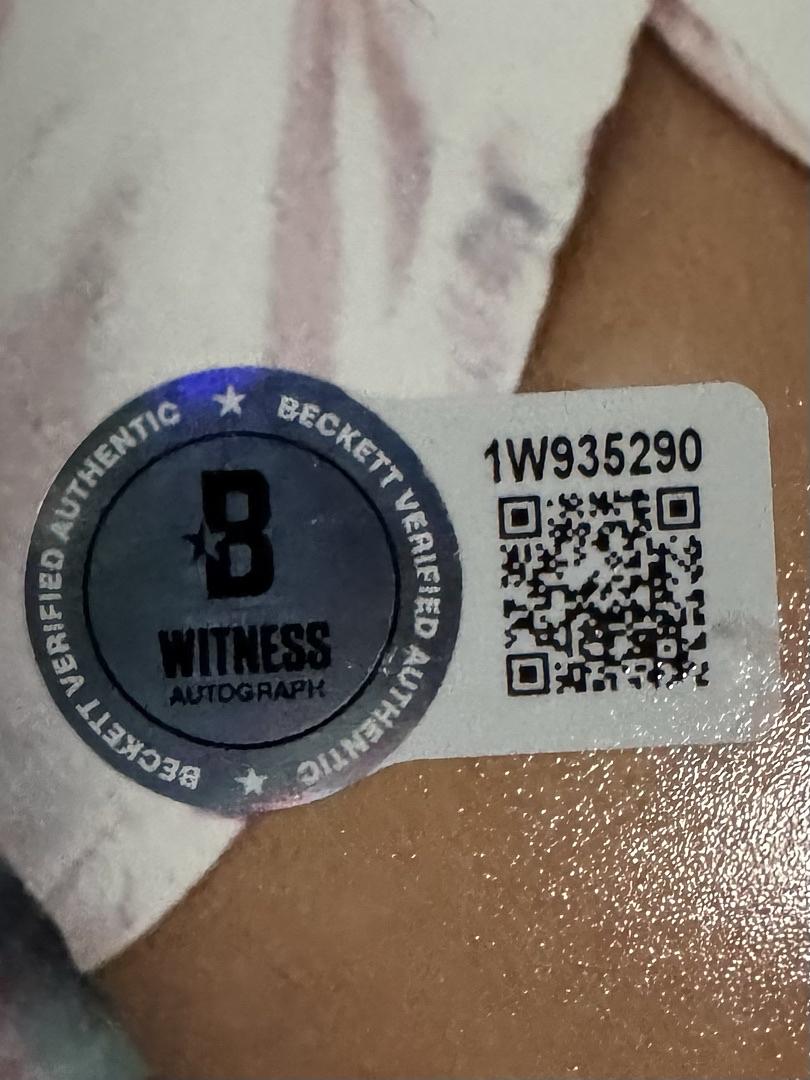 BECKETT VERIFIED AUTHENTIC
BECKETT VERIFIED AUTHENTIC
B
WITNESS
AUTOGRAPH
1W935290